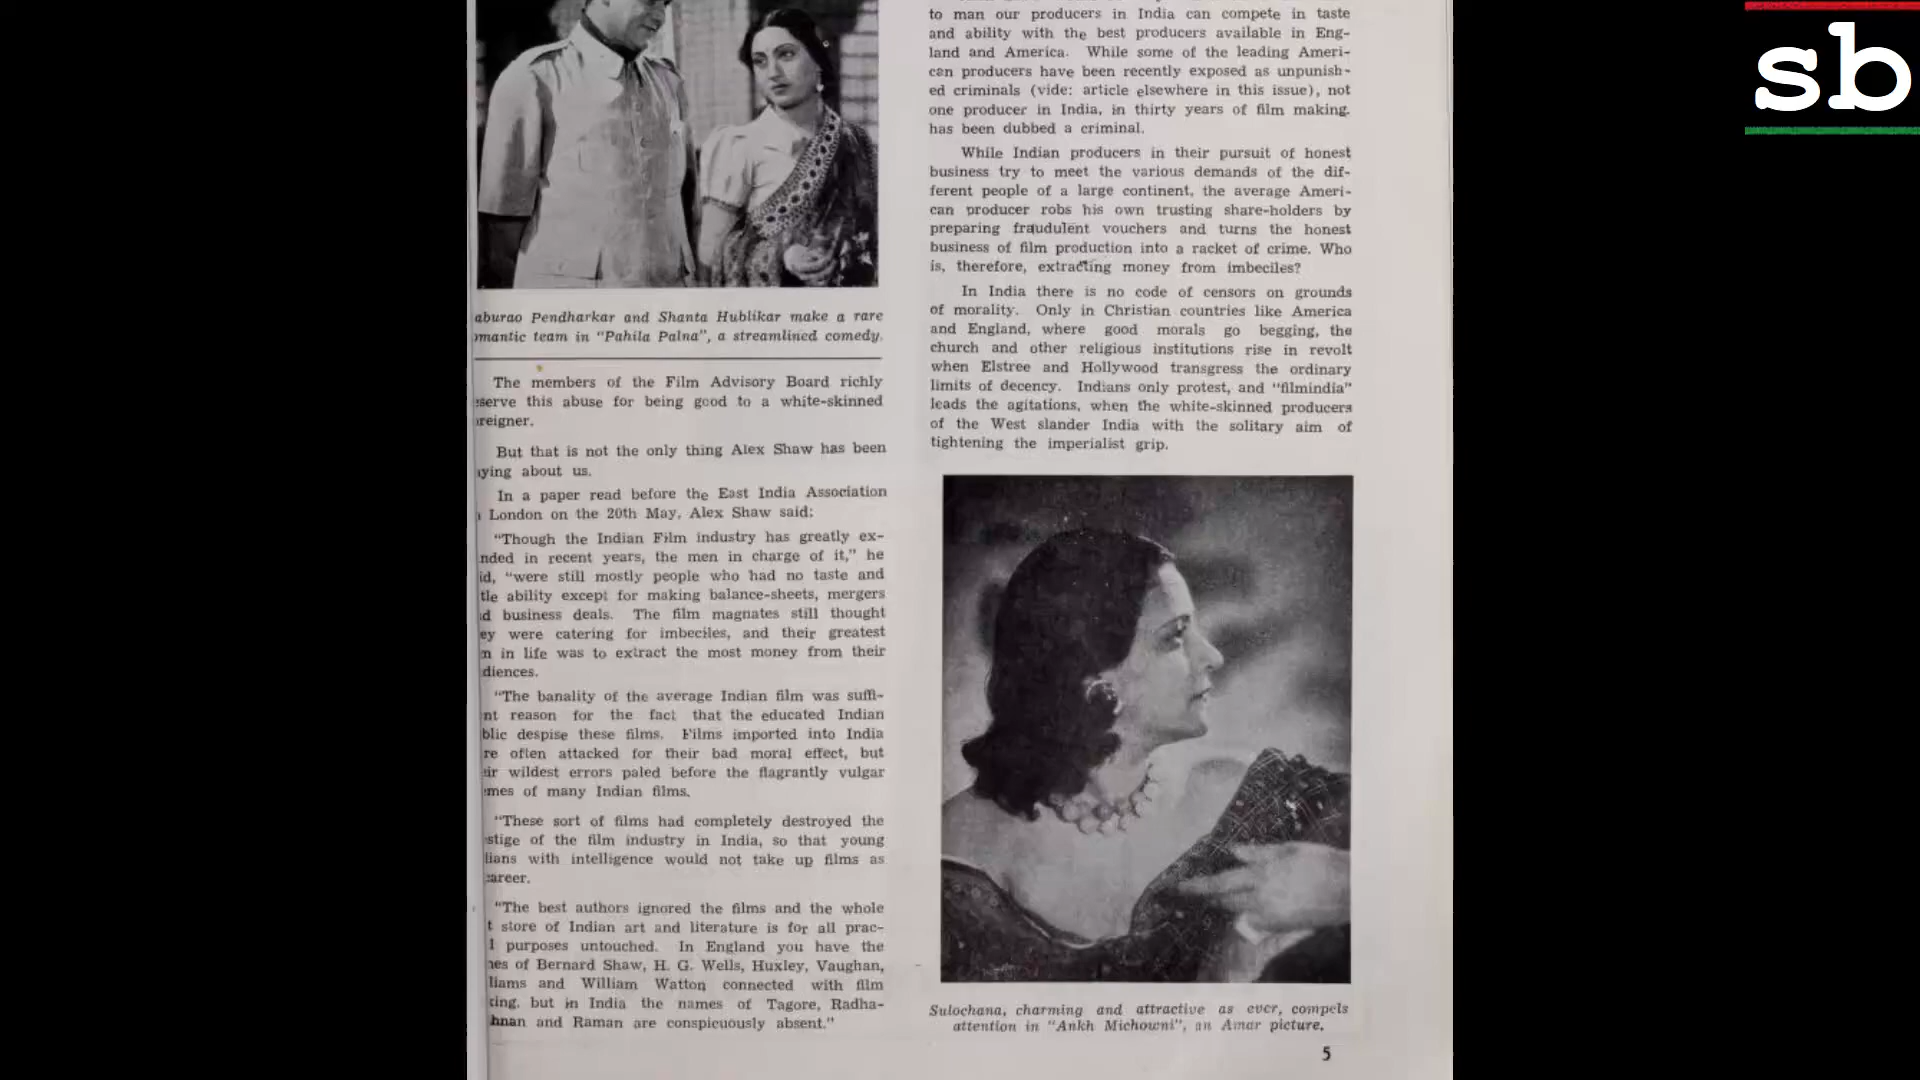 aburao Pendharkar and Shanta Hublikar make a rare
omantic team in "Pahila Palna", a streamlined comedy.
The members of the Film Advisory Board richly
serve this abuse for being good to a white-skinned
reigner.
But that is not the only thing Alex Shaw has been
ying about us.
In a paper read before the East India Association
London on the 20th May, Alex Shaw said:
"Though the Indian Film industry has greatly ex-
nded in recent years, the men in charge of it," he
id, "were still mostly people who had no taste and
tle ability except for making balance-sheets, mergers
d business deals. The film magnates still thought
ey were catering for imbeciles, and their greatest
n in life was to extract the most money from their
diences.
"The banality of the average Indian film was suffi-
nt reason for the fact that the educated Indian
blic despise these films. Films imported into India
re often attacked for their bad moral effect, but
eir wildest errors paled before the flagrantly vulgar
mes of many Indian films.
"These sort of films had completely destroyed the
stige of the film industry in India, so that young
lians with intelligence would not take up films as
career.
"The best authors ignored the films and the whole
t store of Indian art and literature is for all prac-
l purposes untouched. In England you have the
nes of Bernard Shaw, H. G. Wells, Huxley, Vaughan,
liams and William Watton connected with film
king, but in India the names of Tagore, Radha-
hnan and Raman are conspicuously absent."
to man our producers in India can compete in taste
and ability with the best producers available in Eng-
land and America. While some of the leading Ameri-
can producers have been recently exposed as unpunish-
ed criminals (vide: article elsewhere in this issue), not
one producer in India, in thirty years of film making.
has been dubbed a criminal.
While Indian producers in their pursuit of honest
business try to meet the various demands of the dif-
ferent people of a large continent, the average Ameri-
can producer robs his own trusting share-holders by
preparing fraudulent vouchers and turns the honest
business of film production into a racket of crime. Who
is, therefore, extracting money from imbeciles?
In India there is no code of censors on grounds
of morality. Only in Christian countries like America
and England, where good morals go begging, the
church and other religious institutions rise in revolt
when Elstree and Hollywood transgress the ordinary
limits of decency. Indians only protest, and "filmindia"
leads the agitations, when the white-skinned producers
of the West slander India with the solitary aim of
tightening the imperialist grip.
Sulochana, charming and attractive as ever, compels
attention in "Ankh Michowni", an Amar picture.
5
sb